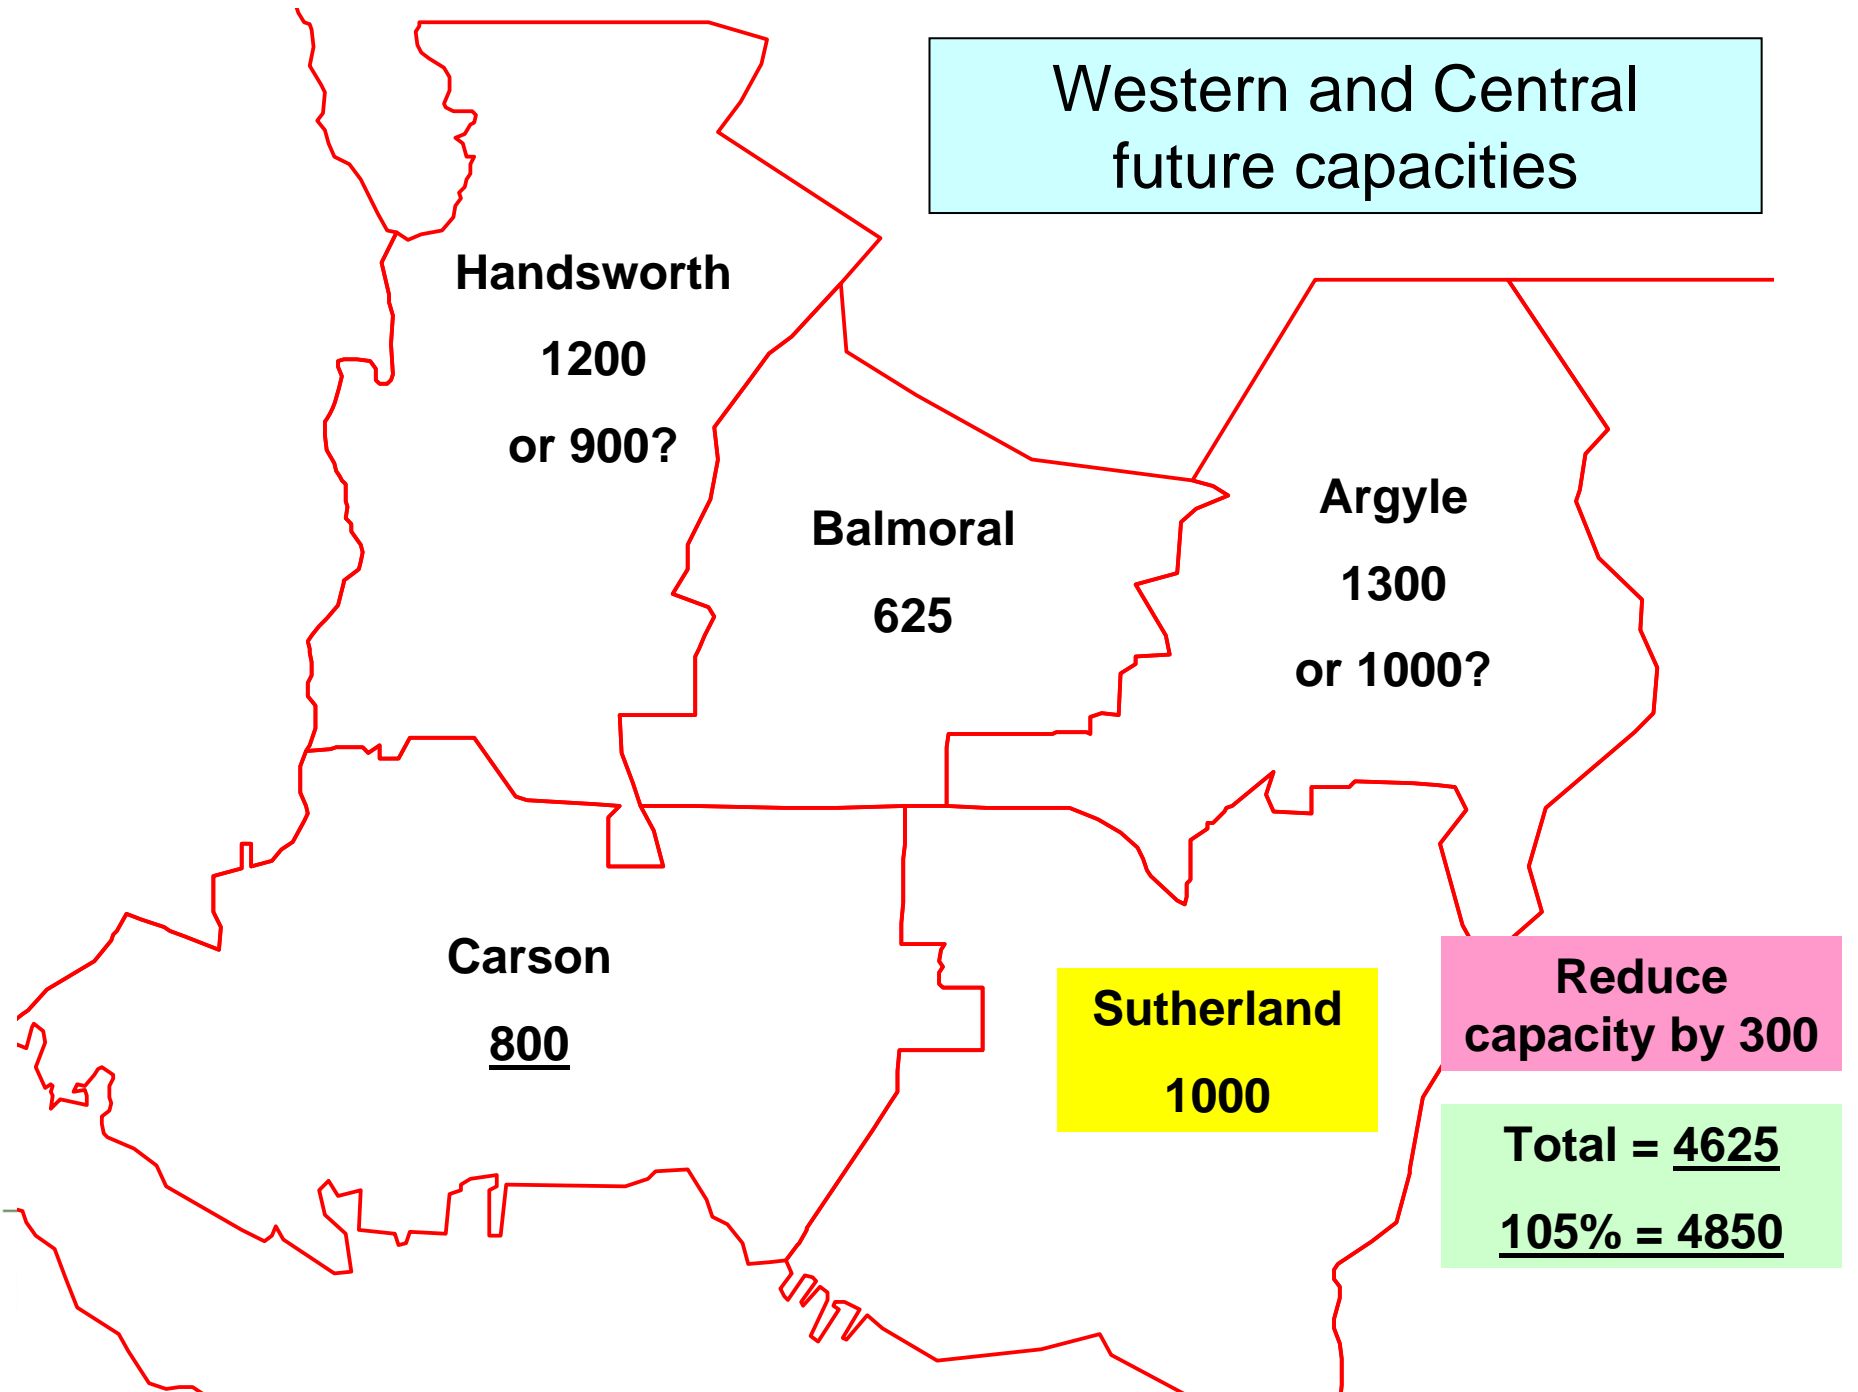 Western and Central
future capacities
Handsworth
1200
or 900?
Balmoral
625
Argyle
1300
or 1000?
Carson
800
Sutherland
1000
Reduce
capacity by 300
Total = 4625
105% = 4850